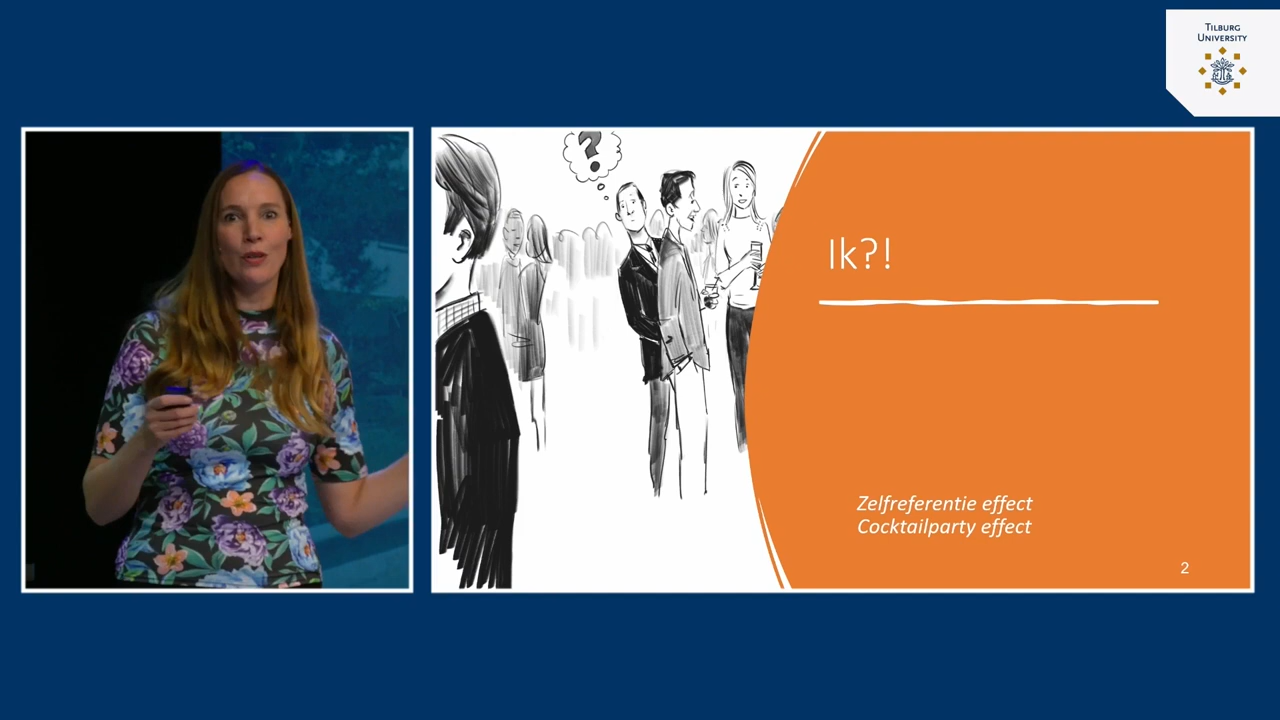 TILBURG
UNIVERSITY
?
Ik?!
Zelfreferentie effect
Cocktailparty effect
2